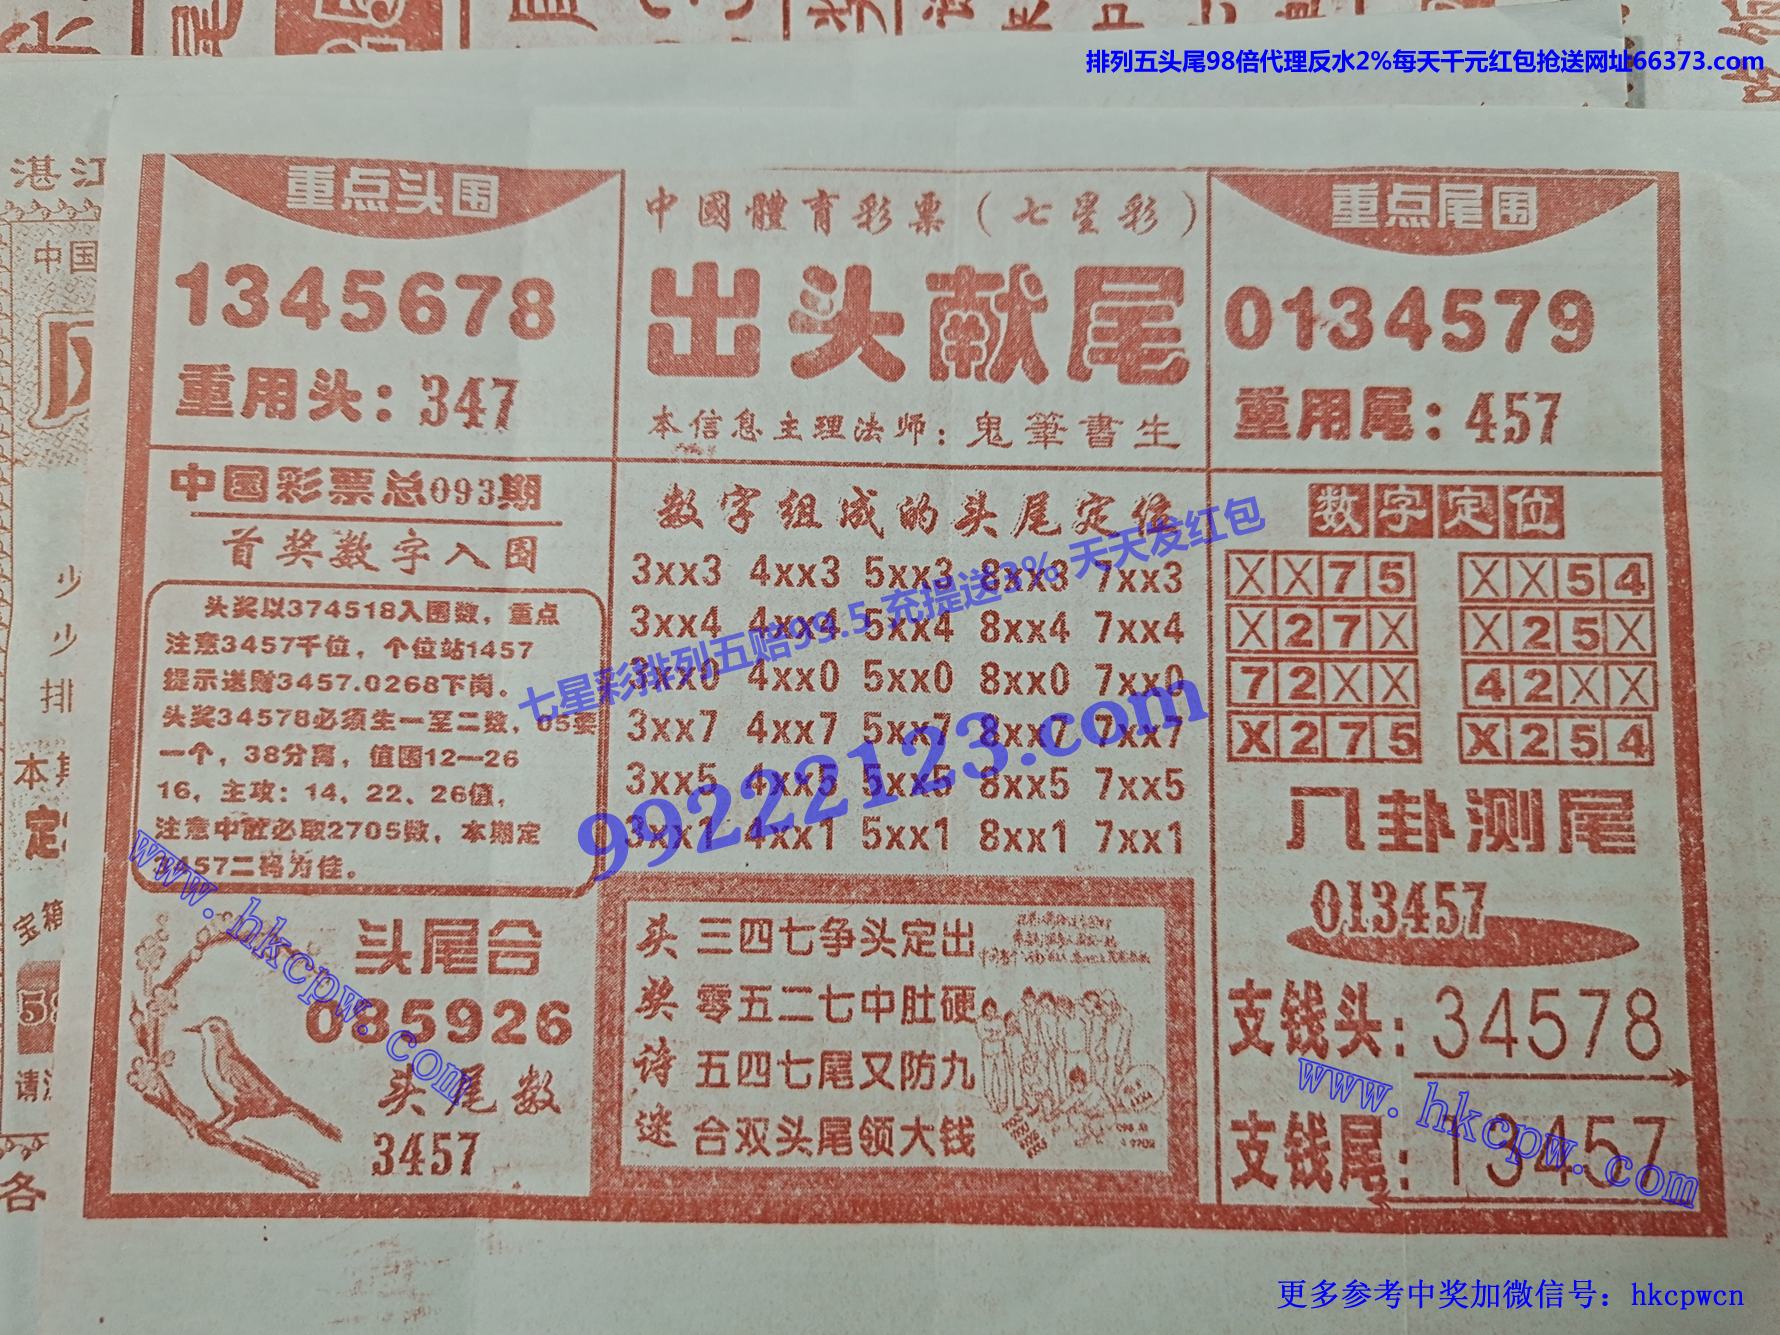 排列五头尾98倍代理反水2%每天千元红包抢送网址66373.com
湛江
中国
重点头围
1345678
重用头：347
中國體育彩票（七星彩）
出头献尾
本信息主理法师：鬼筆書生
重点尾围
0134579
重用尾：457
中国彩票总093期
首奖数字入围
头奖以374518入围数，重点
注意3457千位，个位站1457
提示送财3457.0268下岗。
头奖34578必须生一至二数，05要
一个，38分离，值围12—26
16，主攻：14、22、26值，
注意中肚必取2705数，本期定
3457二码为佳。
数字组成的头尾定位
3xx3 4xx3 5xx3 8xx3 7xx3
3xx4 4xx4 5xx4 8xx4 7xx4
3xx0 4xx0 5xx0 8xx0 7xx0
3xx7 4xx7 5xx7 8xx7 7xx7
3xx5 4xx5 5xx5 8xx5 7xx5
3xx1 4xx1 5xx1 8xx1 7xx1
七星彩排列五赔99.5 充提送3% 天天发红包
99222123.com
数字定位
XX75 XX54
X27X X25X
72XX 42XX
X275 X254
八卦测尾
013457
支钱头：34578
支钱尾：13457
头尾合
035926
头尾数
3457
头奖诗迷
三四七争头定出
零五二七中肚硬
五四七尾又防九
合双头尾领大钱
www.hkcpw.com
www.hkcpw.com
少
少
排
本期
宝箱
各
更多参考中奖加微信号：hkcpwcn